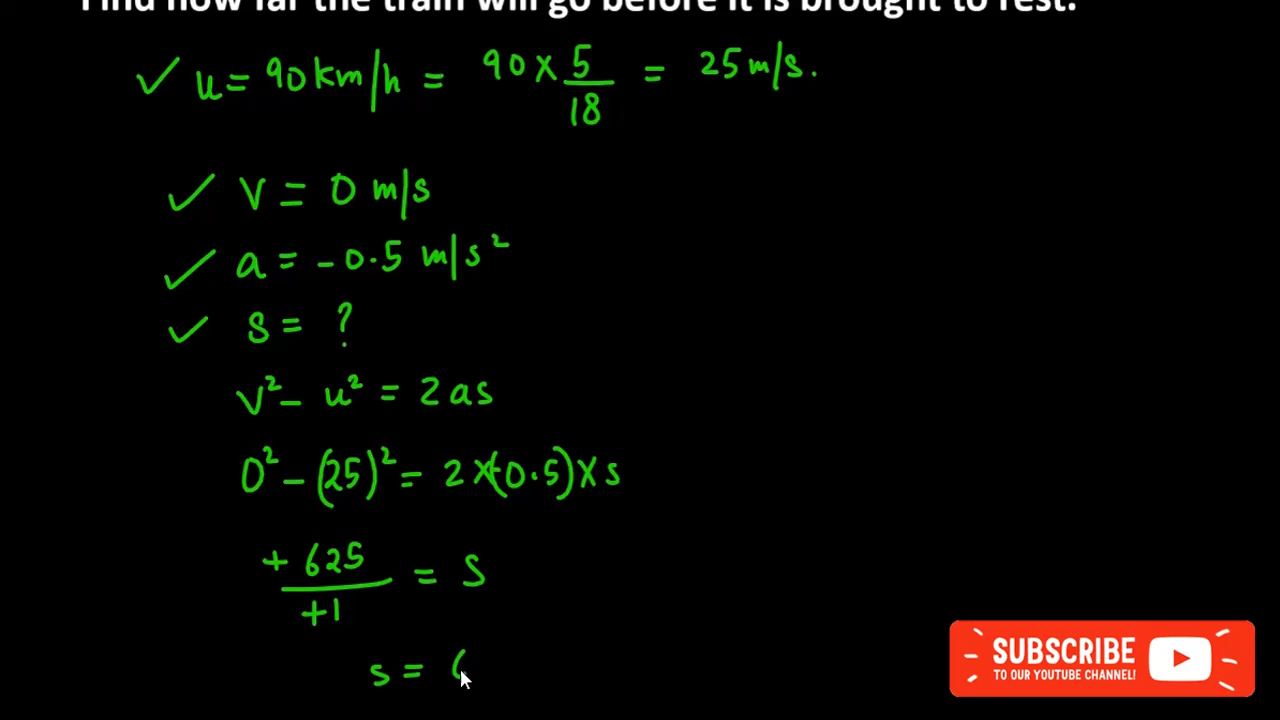 Find how far the train will go before it is brought to rest.
✓ u = 90 km/h = 90 × 5/18 = 25 m/s.
✓ v = 0 m/s
✓ a = -0.5 m/s²
✓ s = ?
v² - u² = 2as
0² - (25)² = 2×(-0.5)×s
+625/+1 = s
s = 6
SUBSCRIBE
TO OUR YOUTUBE CHANNEL!